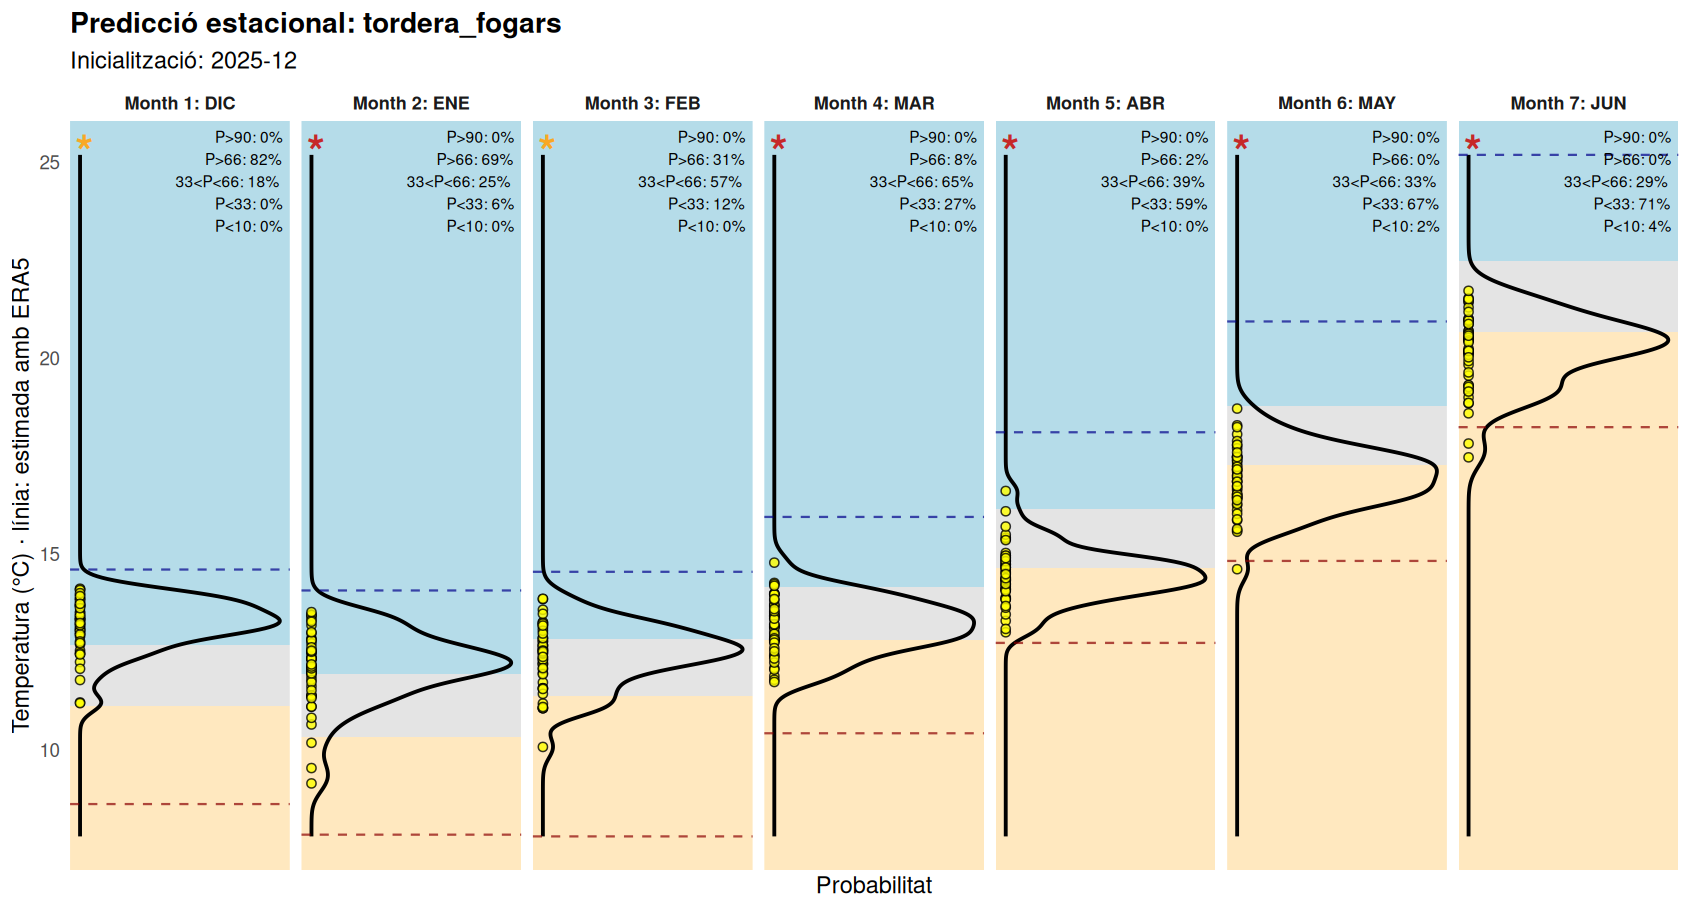 Predicció estacional: tordera_fogars
Inicialització: 2025-12
Month 1: DIC
Month 2: ENE
Month 3: FEB
Month 4: MAR
Month 5: ABR
Month 6: MAY
Month 7: JUN
*
P>90: 0%
P>66: 82%
33<P<66: 18%
P<33: 0%
P<10: 0%
*
P>90: 0%
P>66: 69%
33<P<66: 25%
P<33: 6%
P<10: 0%
*
P>90: 0%
P>66: 31%
33<P<66: 57%
P<33: 12%
P<10: 0%
*
P>90: 0%
P>66: 8%
33<P<66: 65%
P<33: 27%
P<10: 0%
*
P>90: 0%
P>66: 2%
33<P<66: 39%
P<33: 59%
P<10: 0%
*
P>90: 0%
P>66: 0%
33<P<66: 33%
P<33: 67%
P<10: 2%
*
P>90: 0%
P>66: 0%
33<P<66: 29%
P<33: 71%
P<10: 4%
25
20
15
10
Temperatura (°C) · línia: estimada amb ERA5
Probabilitat